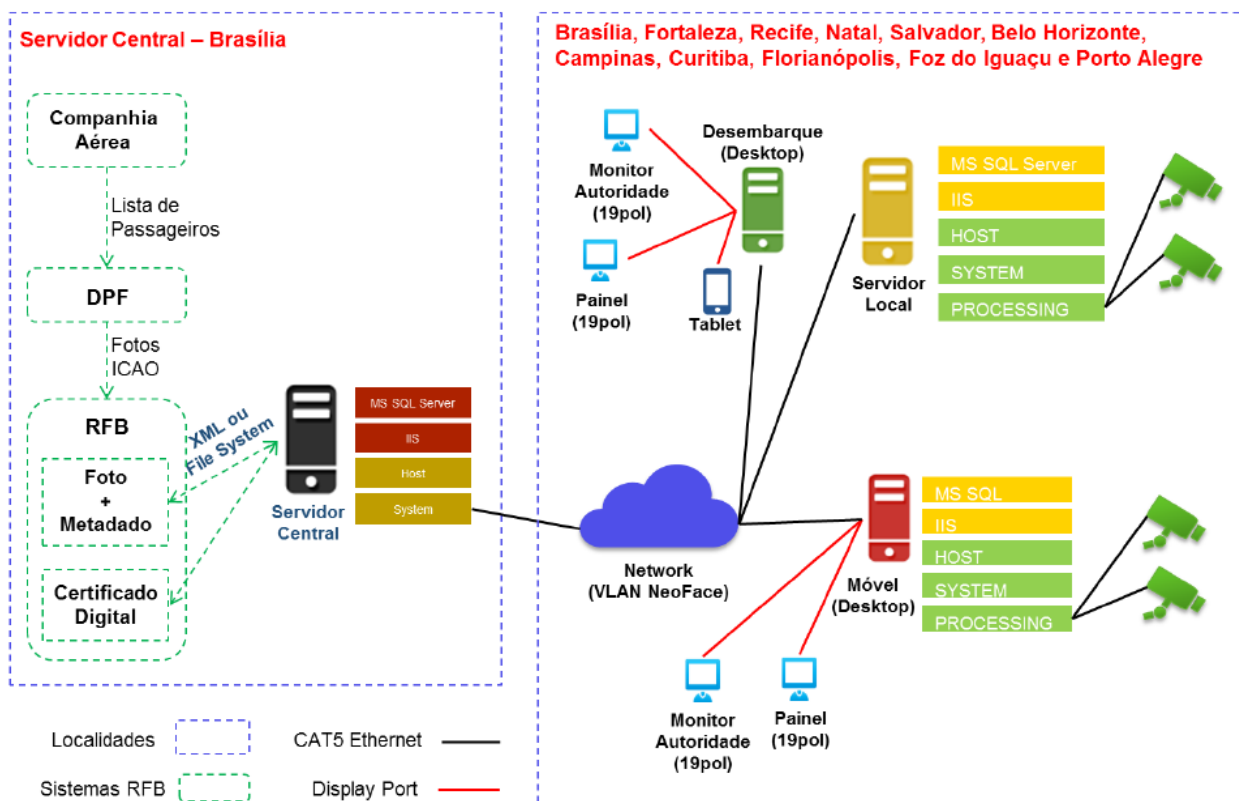 Servidor Central – Brasília
Companhia
Aérea
Lista de
Passageiros
DPF
Fotos
ICAO
RFB
Foto
+
Metadado
Certificado
Digital
XML ou
File System
Servidor
Central
MS SQL Server
IIS
Host
System
Brasília, Fortaleza, Recife, Natal, Salvador, Belo Horizonte,
Campinas, Curitiba, Florianópolis, Foz do Iguaçu e Porto Alegre
Monitor
Autoridade
(19pol)
Painel
(19pol)
Desembarque
(Desktop)
Tablet
Servidor
Local
MS SQL Server
IIS
HOST
SYSTEM
PROCESSING
Network
(VLAN NeoFace)
Móvel
(Desktop)
MS SQL
IIS
HOST
SYSTEM
PROCESSING
Monitor
Autoridade
(19pol)
Painel
(19pol)
Localidades
CAT5 Ethernet
Sistemas RFB
Display Port